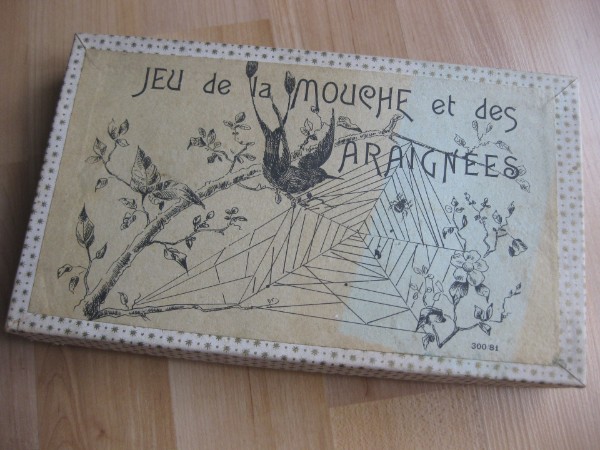 JEU de la MOUCHE et des
ARAIGNÉES
300/81